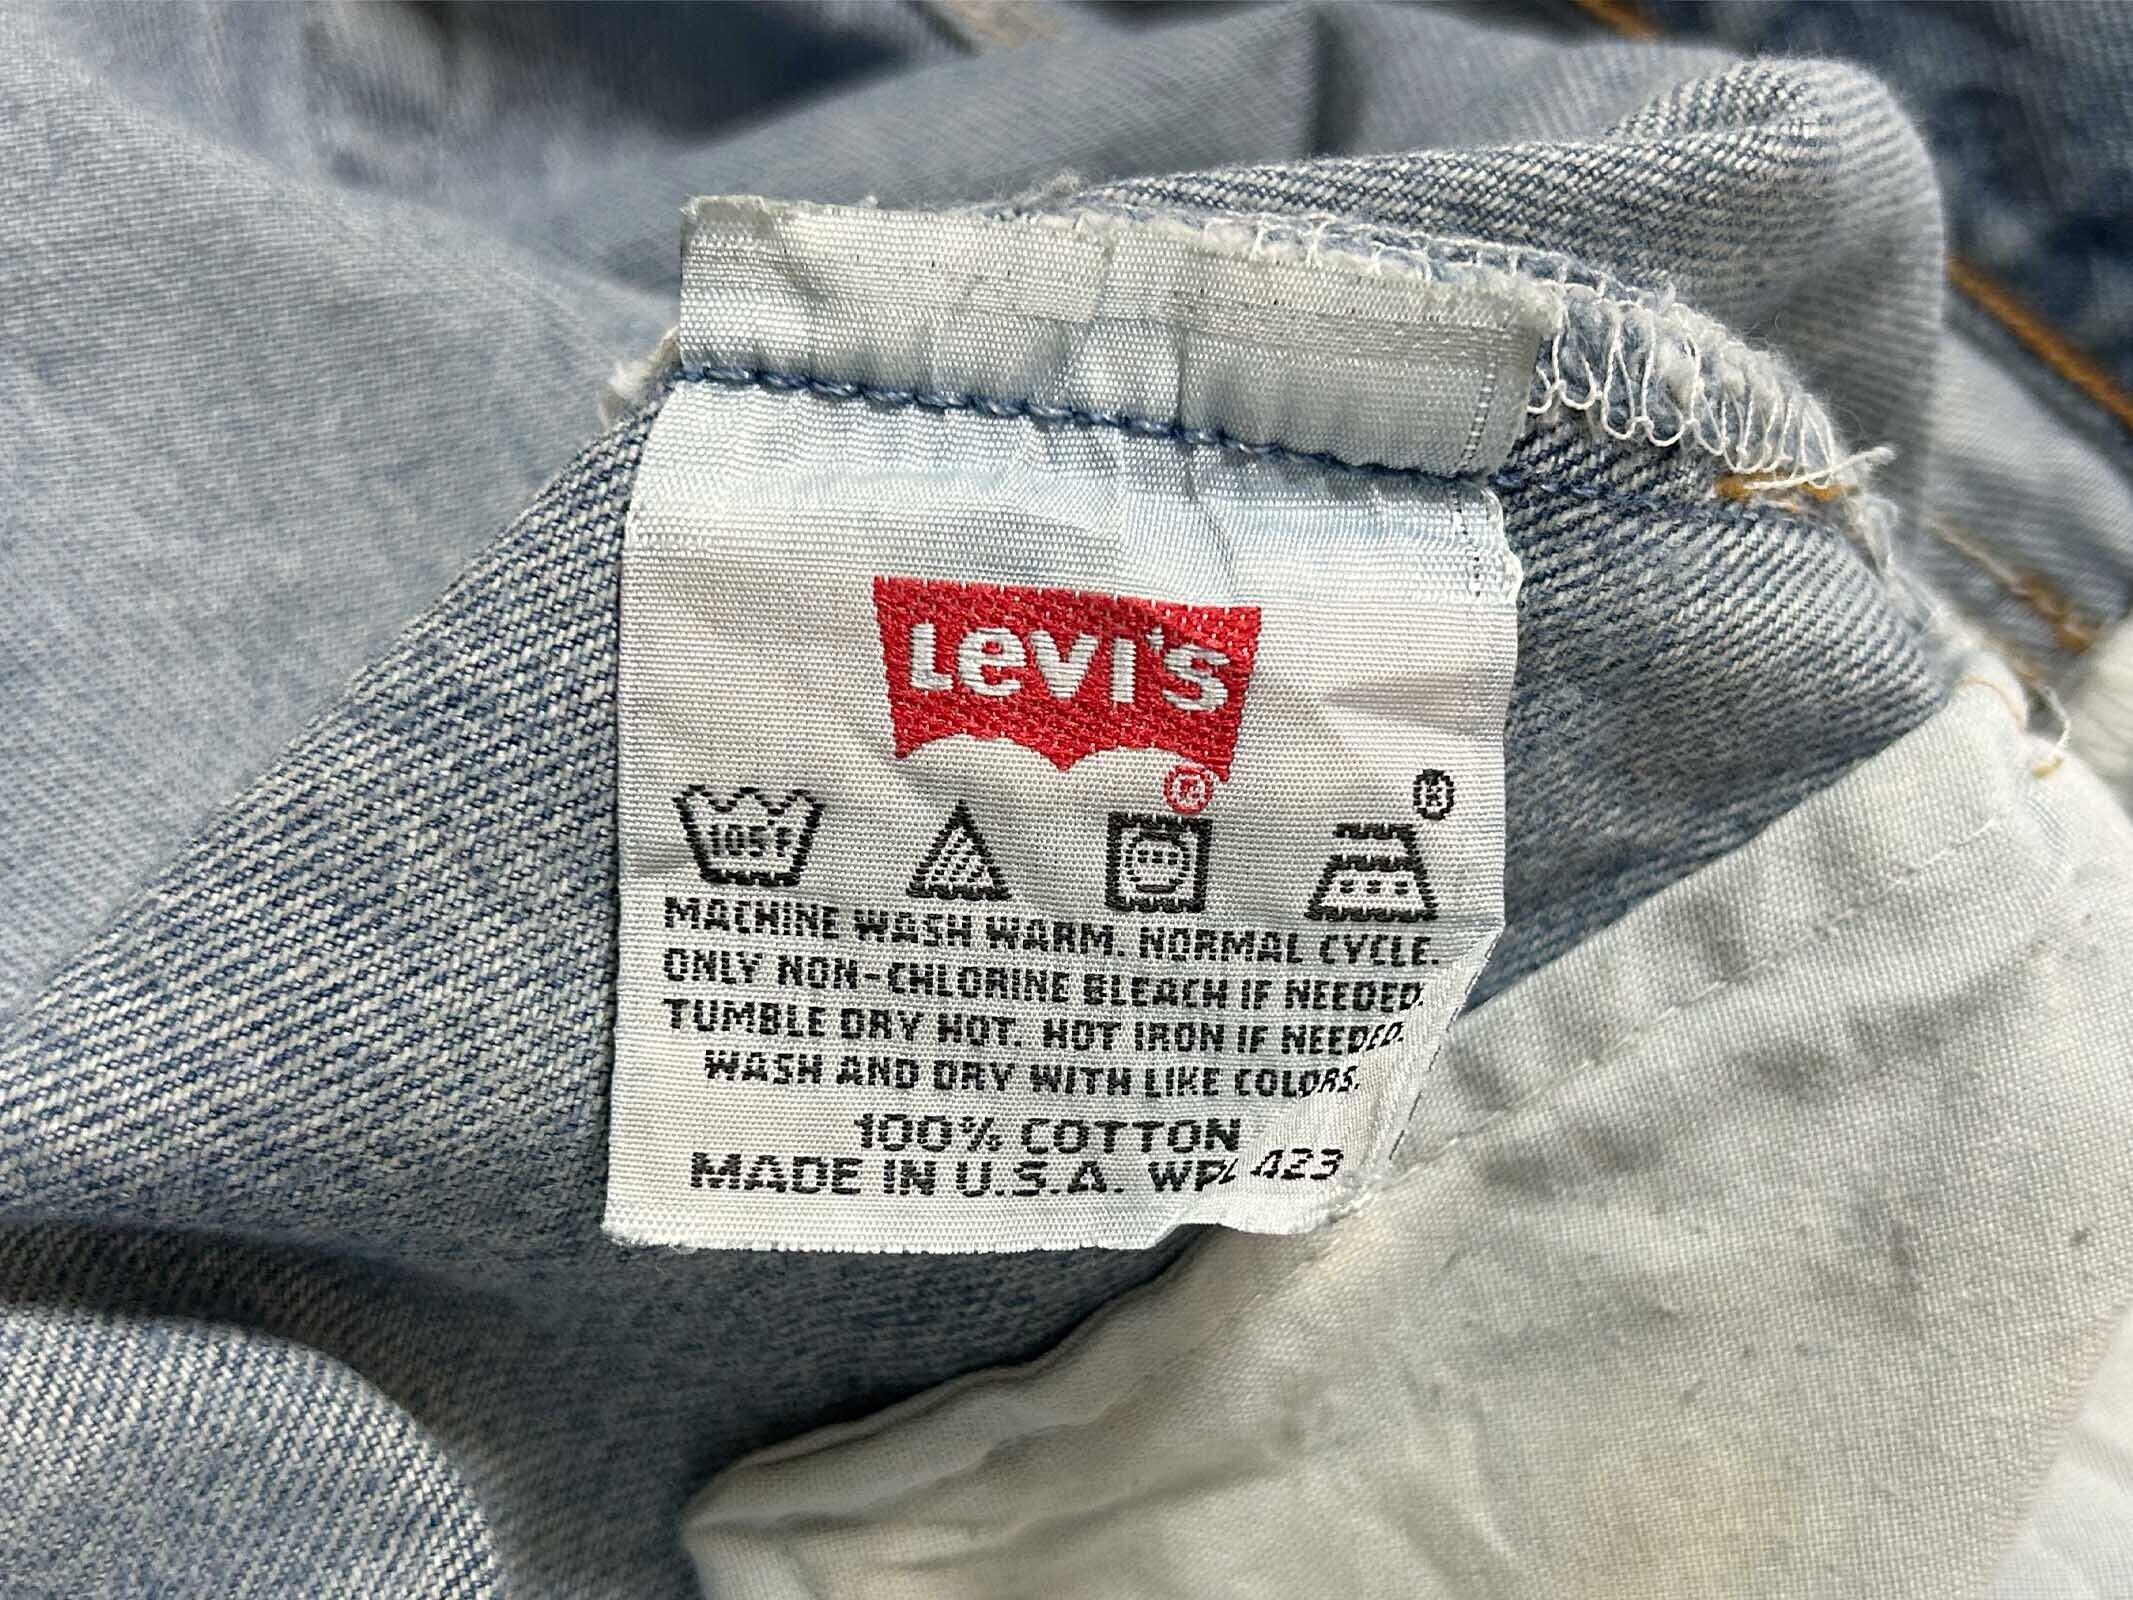 Levi's
®
®
105°F
MACHINE WASH WARM. NORMAL CYCLE.
ONLY NON-CHLORINE BLEACH IF NEEDED.
TUMBLE DRY HOT. HOT IRON IF NEEDED.
WASH AND DRY WITH LIKE COLORS.
100% COTTON
MADE IN U.S.A. WPL 423